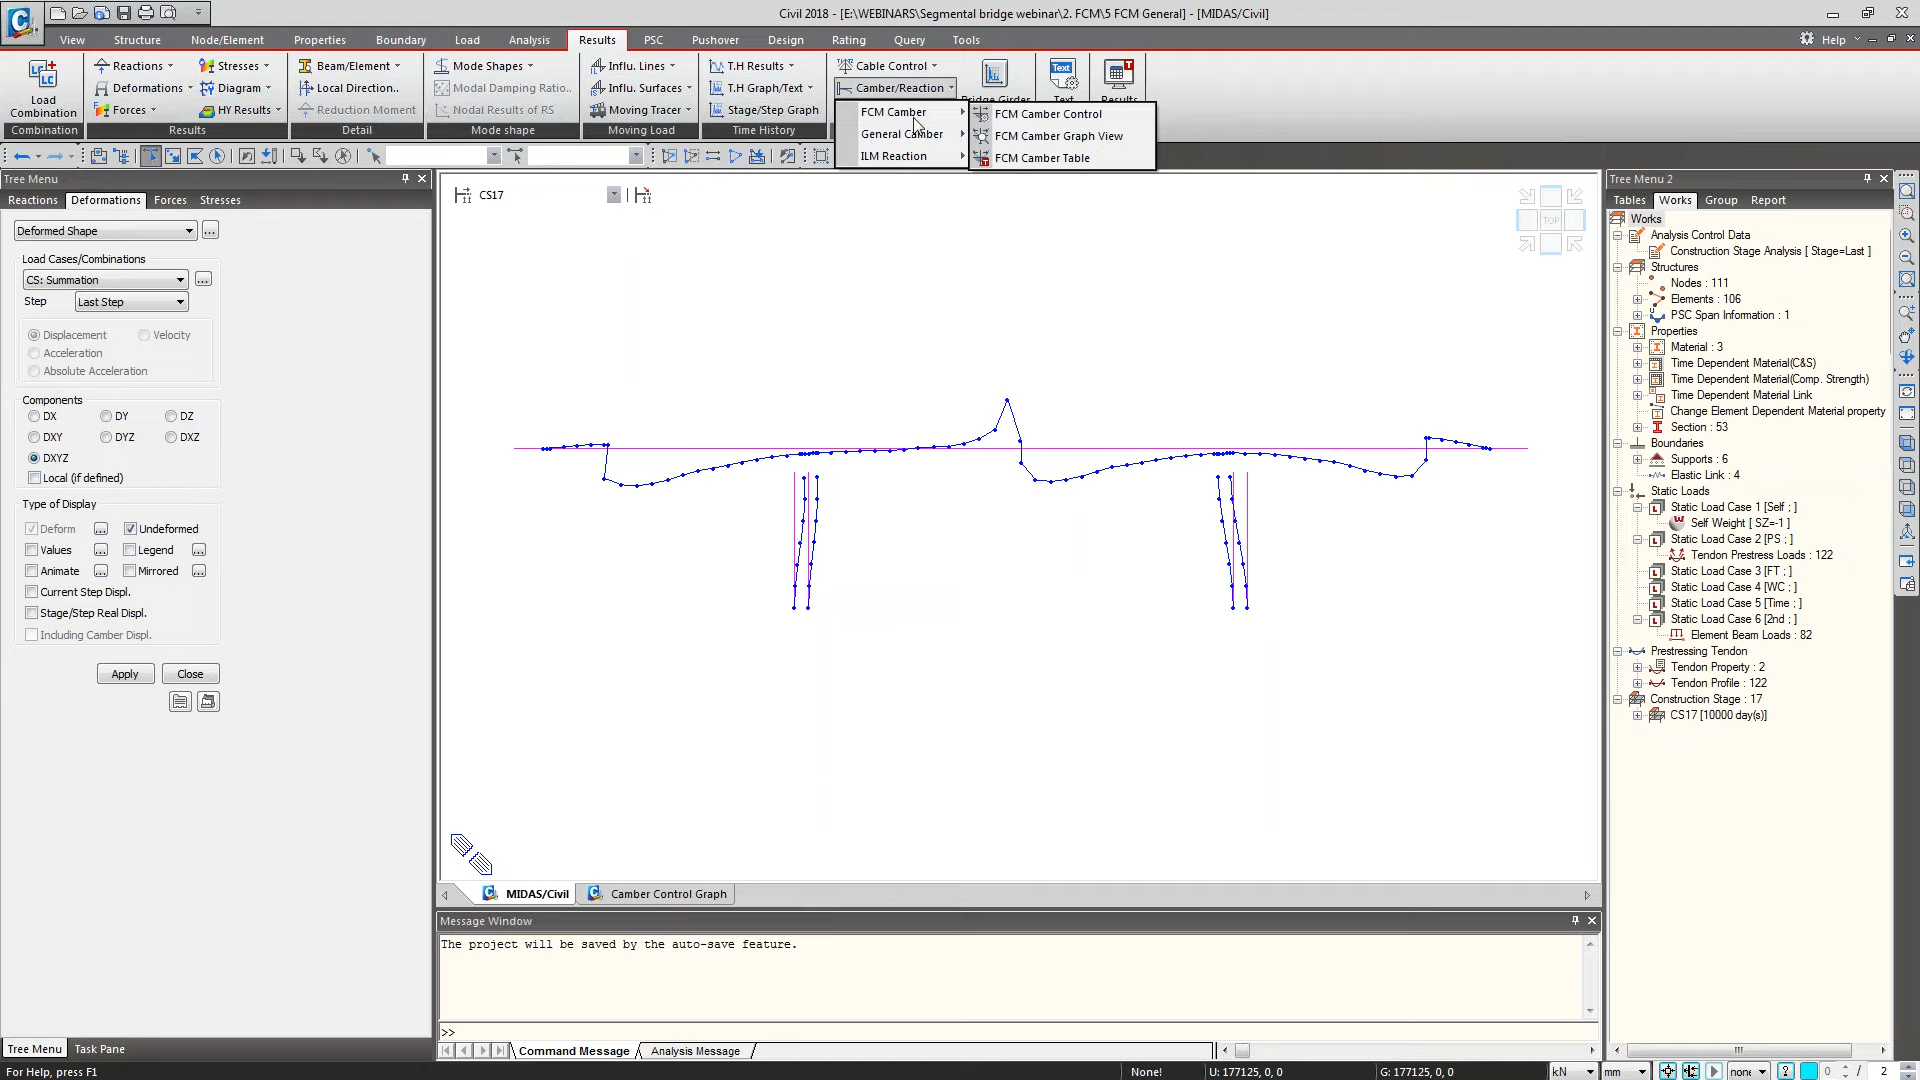 Civil 2018 - [E:\WEBINARS\Segmental bridge webinar\2. FCM\5 FCM General] - [MIDAS/Civil]
View Structure Node/Element Properties Boundary Load Analysis Results PSC Pushover Design Rating Query Tools Help
Reactions Stresses Beam/Element Mode Shapes Influ. Lines T.H Results Cable Control
Load Combination Deformations Diagram Local Direction.. Modal Damping Ratio.. Influ. Surfaces T.H Graph/Text Camber/Reaction Bridge Girder Text Results
Forces HY Results Reduction Moment Nodal Results of RS Moving Tracer Stage/Step Graph
Combination Results Detail Mode shape Moving Load Time History
FCM Camber
General Camber
ILM Reaction
FCM Camber Control
FCM Camber Graph View
FCM Camber Table
Tree Menu
Reactions Deformations Forces Stresses
Deformed Shape
Load Cases/Combinations
CS: Summation
Step Last Step
Displacement Velocity
Acceleration
Absolute Acceleration
Components
DX DY DZ
DXY DYZ DXZ
DXYZ
Local (if defined)
Type of Display
Deform Undeformed
Values Legend
Animate Mirrored
Current Step Displ.
Stage/Step Real Displ.
Including Camber Displ.
Apply Close
Tree Menu Task Pane
CS17
TOP
MIDAS/Civil Camber Control Graph
Message Window
The project will be saved by the auto-save feature.
>>
Command Message Analysis Message
Tree Menu 2
Tables Works Group Report
Works
Analysis Control Data
Construction Stage Analysis [ Stage=Last ]
Structures
Nodes : 111
Elements : 106
PSC Span Information : 1
Properties
Material : 3
Time Dependent Material(C&S)
Time Dependent Material(Comp. Strength)
Time Dependent Material Link
Change Element Dependent Material property
Section : 53
Boundaries
Supports : 6
Elastic Link : 4
Static Loads
Static Load Case 1 [Self ; ]
Self Weight [ SZ=-1 ]
Static Load Case 2 [PS ; ]
Tendon Prestress Loads : 122
Static Load Case 3 [FT ; ]
Static Load Case 4 [WC ; ]
Static Load Case 5 [Time ; ]
Static Load Case 6 [2nd ; ]
Element Beam Loads : 82
Prestressing Tendon
Tendon Property : 2
Tendon Profile : 122
Construction Stage : 17
CS17 [10000 day(s)]
For Help, press F1 None! U: 177125, 0, 0 G: 177125, 0, 0 kN mm none 0 / 2